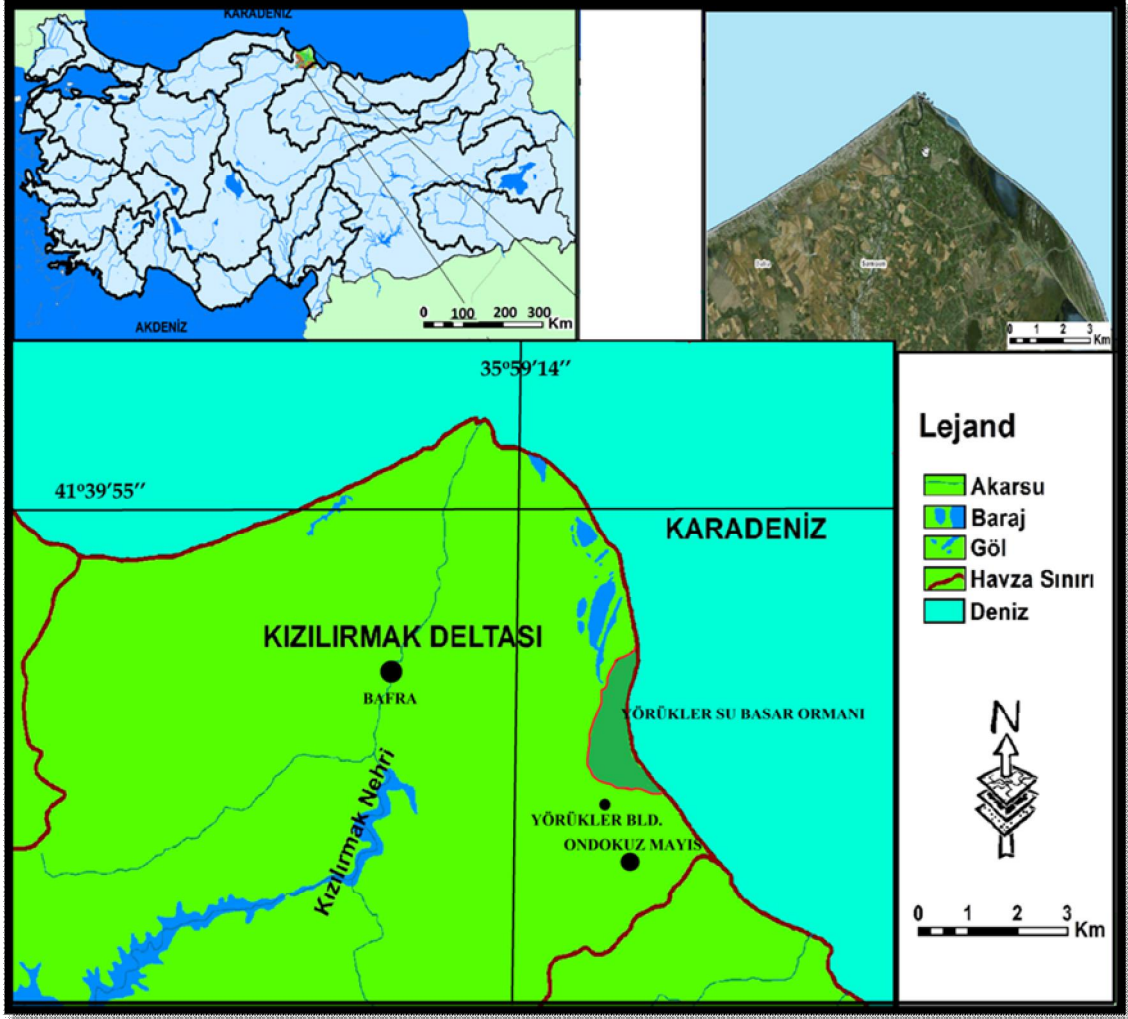 KARADENİZ
AKDENİZ
0 100 200 300 Km
0 1 2 3 Km
35º59′14′′
41º39′55′′
KARADENİZ
KIZILIRMAK DELTASI
BAFRA
YÖRÜKLER SU BASAR ORMANI
Kızılırmak Nehri
YÖRÜKLER BLD.
ONDOKUZ MAYIS
Lejand
Akarsu
Baraj
Göl
Havza Sınırı
Deniz
N
0 1 2 3 Km